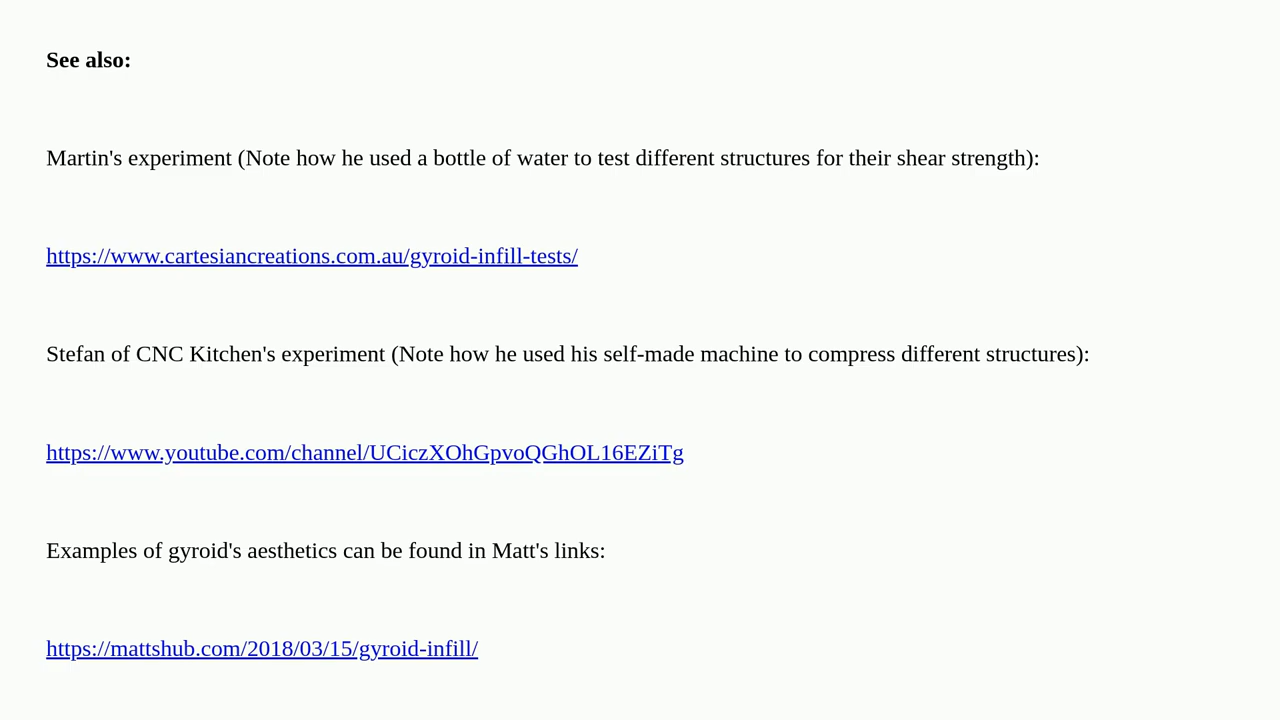 See also:
Martin's experiment (Note how he used a bottle of water to test different structures for their shear strength):
https://www.cartesiancreations.com.au/gyroid-infill-tests/
Stefan of CNC Kitchen's experiment (Note how he used his self-made machine to compress different structures):
https://www.youtube.com/channel/UCiczXOhGpvoQGhOL16EZiTg
Examples of gyroid's aesthetics can be found in Matt's links:
https://mattshub.com/2018/03/15/gyroid-infill/